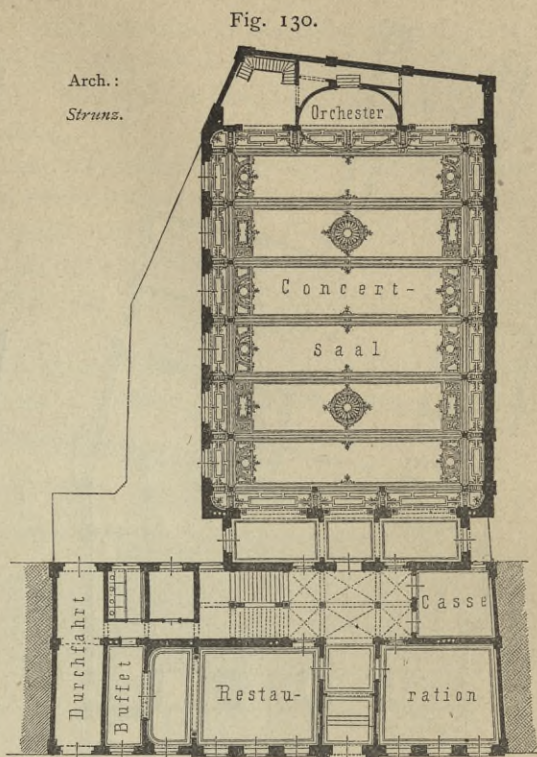 Fig. 130.
Arch.:
Strunz.
Orchester
Concert-
saal
Casse
Durchfahrt
Buffet
Restau-
ration